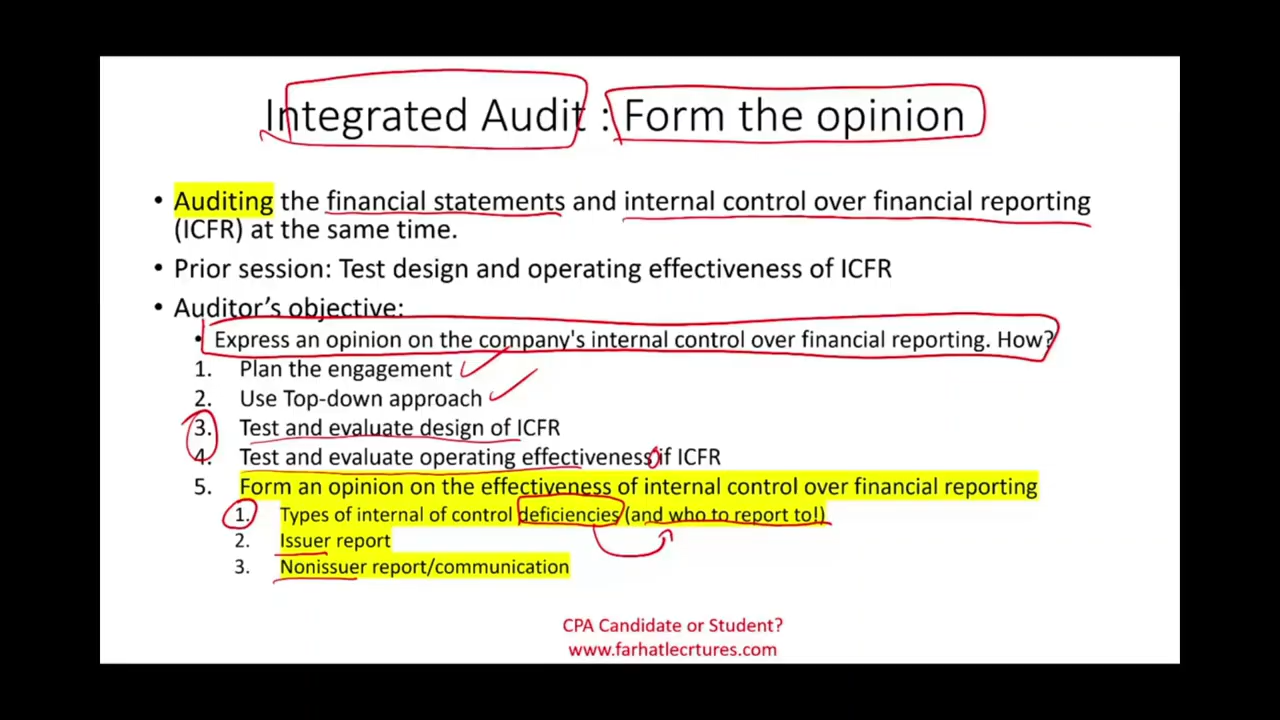 Integrated Audit : Form the opinion
• Auditing the financial statements and internal control over financial reporting
(ICFR) at the same time.
• Prior session: Test design and operating effectiveness of ICFR
• Auditor's objective:
• Express an opinion on the company's internal control over financial reporting. How?
1. Plan the engagement
2. Use Top-down approach
3. Test and evaluate design of ICFR
4. Test and evaluate operating effectiveness if ICFR
5. Form an opinion on the effectiveness of internal control over financial reporting
1. Types of internal of control deficiencies (and who to report to!)
2. Issuer report
3. Nonissuer report/communication
CPA Candidate or Student?
www.farhatlecrtures.com